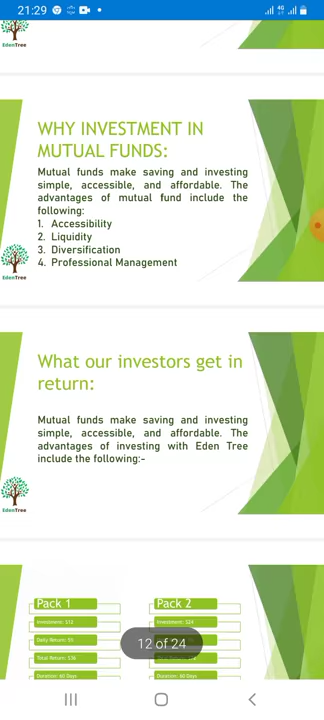 21:29
4G
EdenTree
WHY INVESTMENT IN
MUTUAL FUNDS:
Mutual funds make saving and investing
simple, accessible, and affordable. The
advantages of mutual fund include the
following:
1. Accessibility
2. Liquidity
3. Diversification
4. Professional Management
EdenTree
What our investors get in
return:
Mutual funds make saving and investing
simple, accessible, and affordable. The
advantages of investing with Eden Tree
include the following:-
EdenTree
Pack 1
Investment: $12
Daily Return: $5
Total Return: $36
Duration: 60 Days
Pack 2
Investment: $24
Duration: 60 Days
12 of 24